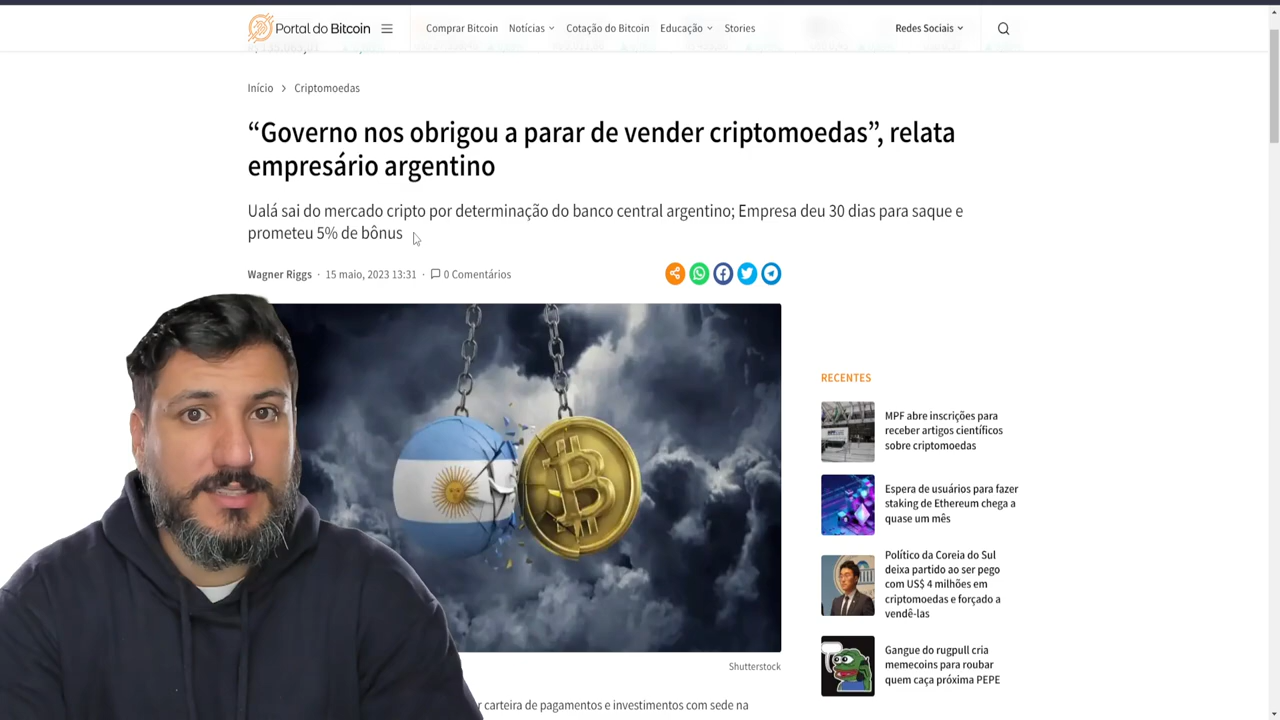 Portal do Bitcoin
Comprar Bitcoin Notícias Cotação do Bitcoin Educação Stories
Redes Sociais
Início > Criptomoedas
“Governo nos obrigou a parar de vender criptomoedas”, relata
empresário argentino
Ualá sai do mercado cripto por determinação do banco central argentino; Empresa deu 30 dias para saque e
prometeu 5% de bônus
Wagner Riggs · 15 maio, 2023 13:31 · 0 Comentários
RECENTES
MPF abre inscrições para
receber artigos científicos
sobre criptomoedas
Espera de usuários para fazer
staking de Ethereum chega a
quase um mês
Político da Coreia do Sul
deixa partido ao ser pego
com US$ 4 milhões em
criptomoedas e forçado a
vendê-las
Gangue do rugpull cria
memecoins para roubar
quem caça próxima PEPE
Shutterstock
carteira de pagamentos e investimentos com sede na